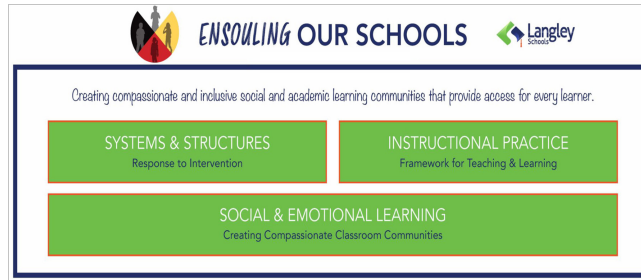 ENSOULING OUR SCHOOLS
Langley
Schools
Creating compassionate and inclusive social and academic learning communities that provide access for every learner.
SYSTEMS & STRUCTURES
Response to Intervention
INSTRUCTIONAL PRACTICE
Framework for Teaching & Learning
SOCIAL & EMOTIONAL LEARNING
Creating Compassionate Classroom Communities